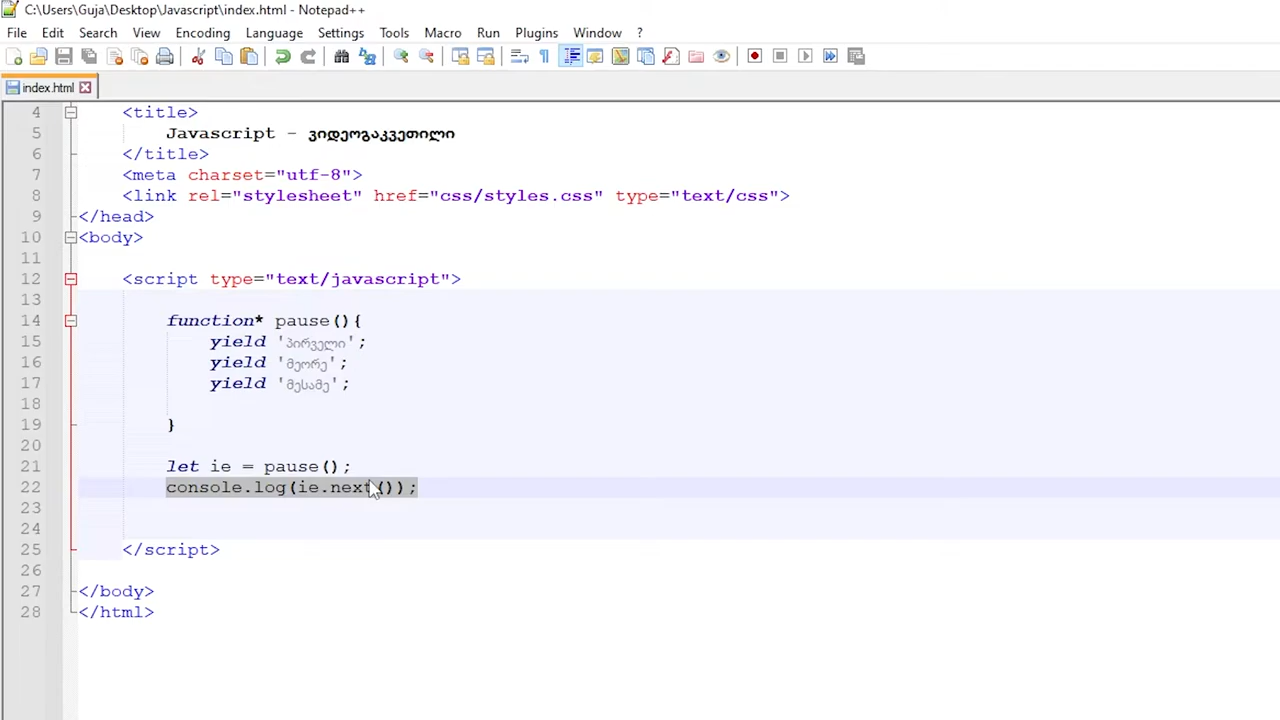 C:\Users\Guja\Desktop\Javascript\index.html - Notepad++
File Edit Search View Encoding Language Settings Tools Macro Run Plugins Window ?
index.html
4 <title>
5 Javascript - ვიდეოგაკვეთილი
6 </title>
7 <meta charset="utf-8">
8 <link rel="stylesheet" href="css/styles.css" type="text/css">
9 </head>
10 <body>
11
12 <script type="text/javascript">
13
14 function* pause(){
15 yield 'პირველი';
16 yield 'მეორე';
17 yield 'მესამე';
18
19 }
20
21 let ie = pause();
22 console.log(ie.next());
23
24
25 </script>
26
27 </body>
28 </html>